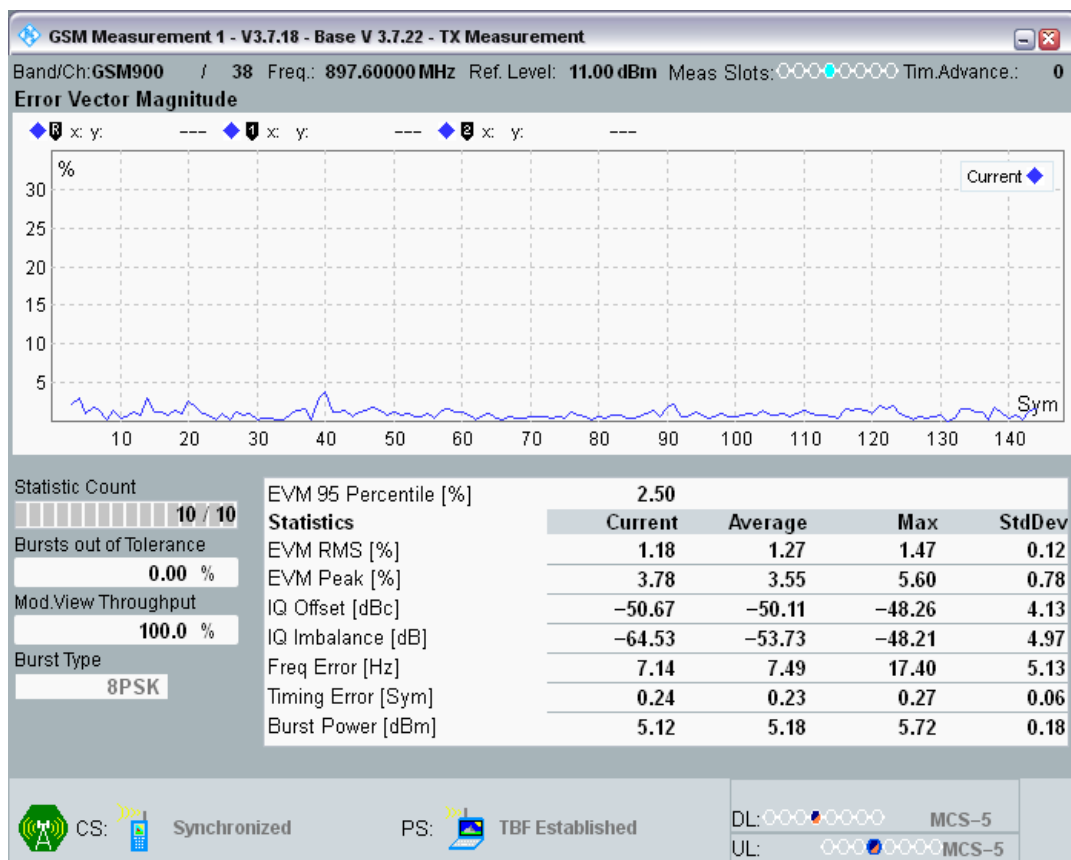 GSM Measurement 1 - V3.7.18 - Base V 3.7.22 - TX Measurement
Band/Ch:GSM900 / 38 Freq.: 897.60000 MHz Ref. Level: 11.00 dBm Meas Slots: Tim.Advance.: 0
Error Vector Magnitude
R x: y: --- 1 x: y: --- 2 x: y: ---
%
Current
30
25
20
15
10
5
Sym
10 20 30 40 50 60 70 80 90 100 110 120 130 140
Statistic Count
10 / 10
Bursts out of Tolerance
0.00 %
Mod.View Throughput
100.0 %
Burst Type
8PSK
EVM 95 Percentile [%] 2.50
Statistics Current Average Max StdDev
EVM RMS [%] 1.18 1.27 1.47 0.12
EVM Peak [%] 3.78 3.55 5.60 0.78
IQ Offset [dBc] −50.67 −50.11 −48.26 4.13
IQ Imbalance [dB] −64.53 −53.73 −48.21 4.97
Freq Error [Hz] 7.14 7.49 17.40 5.13
Timing Error [Sym] 0.24 0.23 0.27 0.06
Burst Power [dBm] 5.12 5.18 5.72 0.18
CS: Synchronized PS: TBF Established
DL: MCS−5
UL: MCS−5